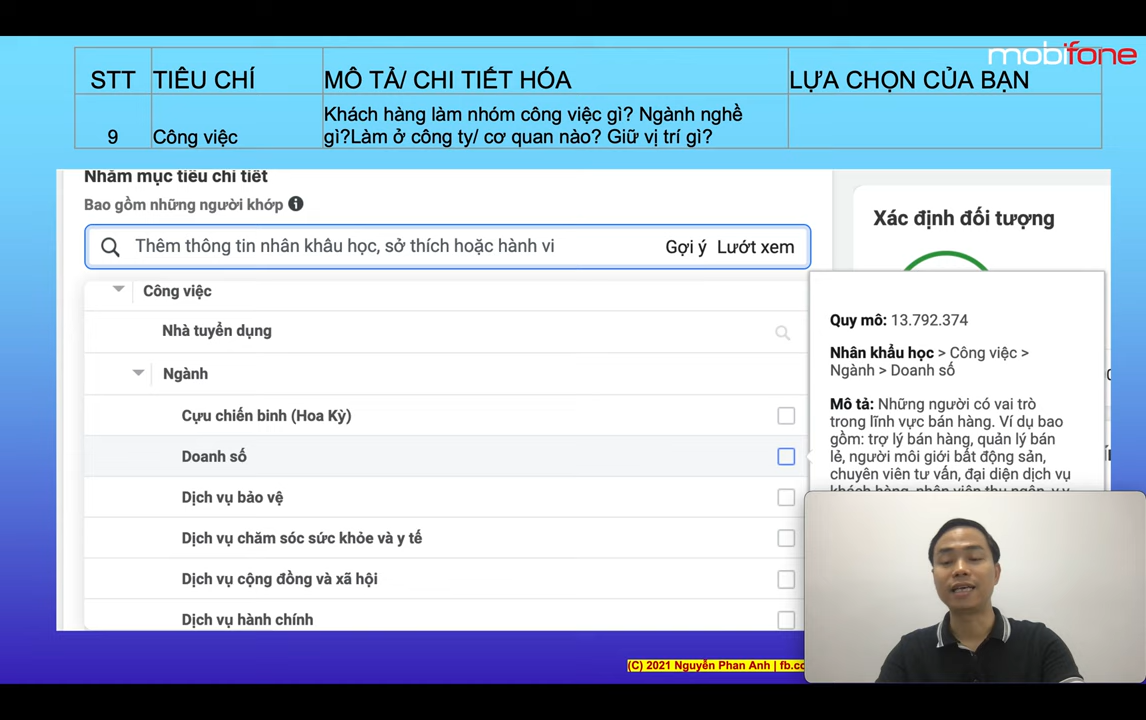 mobifone
STT TIÊU CHÍ MÔ TẢ/ CHI TIẾT HÓA LỰA CHỌN CỦA BẠN
9 Công việc Khách hàng làm nhóm công việc gì? Ngành nghề
gì?Làm ở công ty/ cơ quan nào? Giữ vị trí gì?
Nhắm mục tiêu chi tiết
Bao gồm những người khớp
Thêm thông tin nhân khẩu học, sở thích hoặc hành vi Gợi ý Lướt xem
Công việc
Nhà tuyển dụng
Ngành
Cựu chiến binh (Hoa Kỳ)
Doanh số
Dịch vụ bảo vệ
Dịch vụ chăm sóc sức khỏe và y tế
Dịch vụ cộng đồng và xã hội
Dịch vụ hành chính
Xác định đối tượng
Quy mô: 13.792.374
Nhân khẩu học > Công việc >
Ngành > Doanh số
Mô tả: Những người có vai trò
trong lĩnh vực bán hàng. Ví dụ bao
gồm: trợ lý bán hàng, quản lý bán
lẻ, người môi giới bất động sản,
chuyên viên tư vấn, đại diện dịch vụ
khách hàng, nhân viên thu ngân, v.v.
(C) 2021 Nguyễn Phan Anh | fb.co